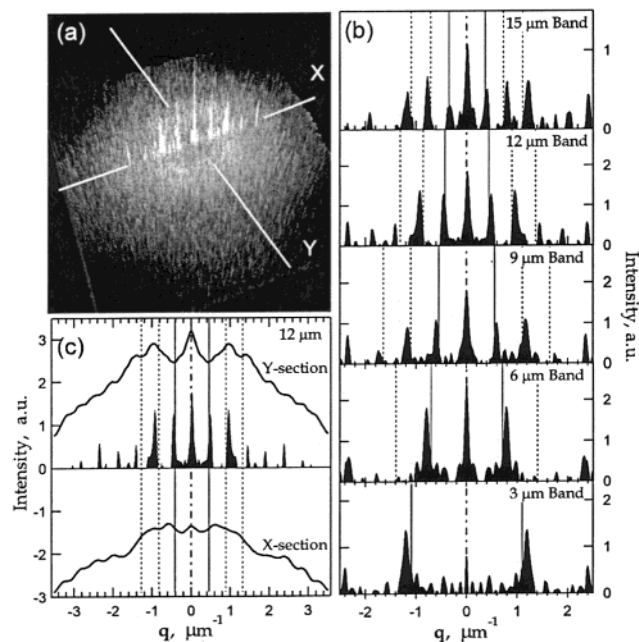 (a)
X
Y
(b)
15 μm Band
1
0
12 μm Band
2
1
0
9 μm Band
2
1
0
6 μm Band
2
1
0
3 μm Band
2
1
0
-2 -1 0 1 2
q, μm⁻¹
Intensity, a.u.
(c)
12 μm
Y-section
X-section
3
2
1
0
-1
-2
-3
-3 -2 -1 0 1 2 3
q, μm⁻¹
Intensity, a.u.